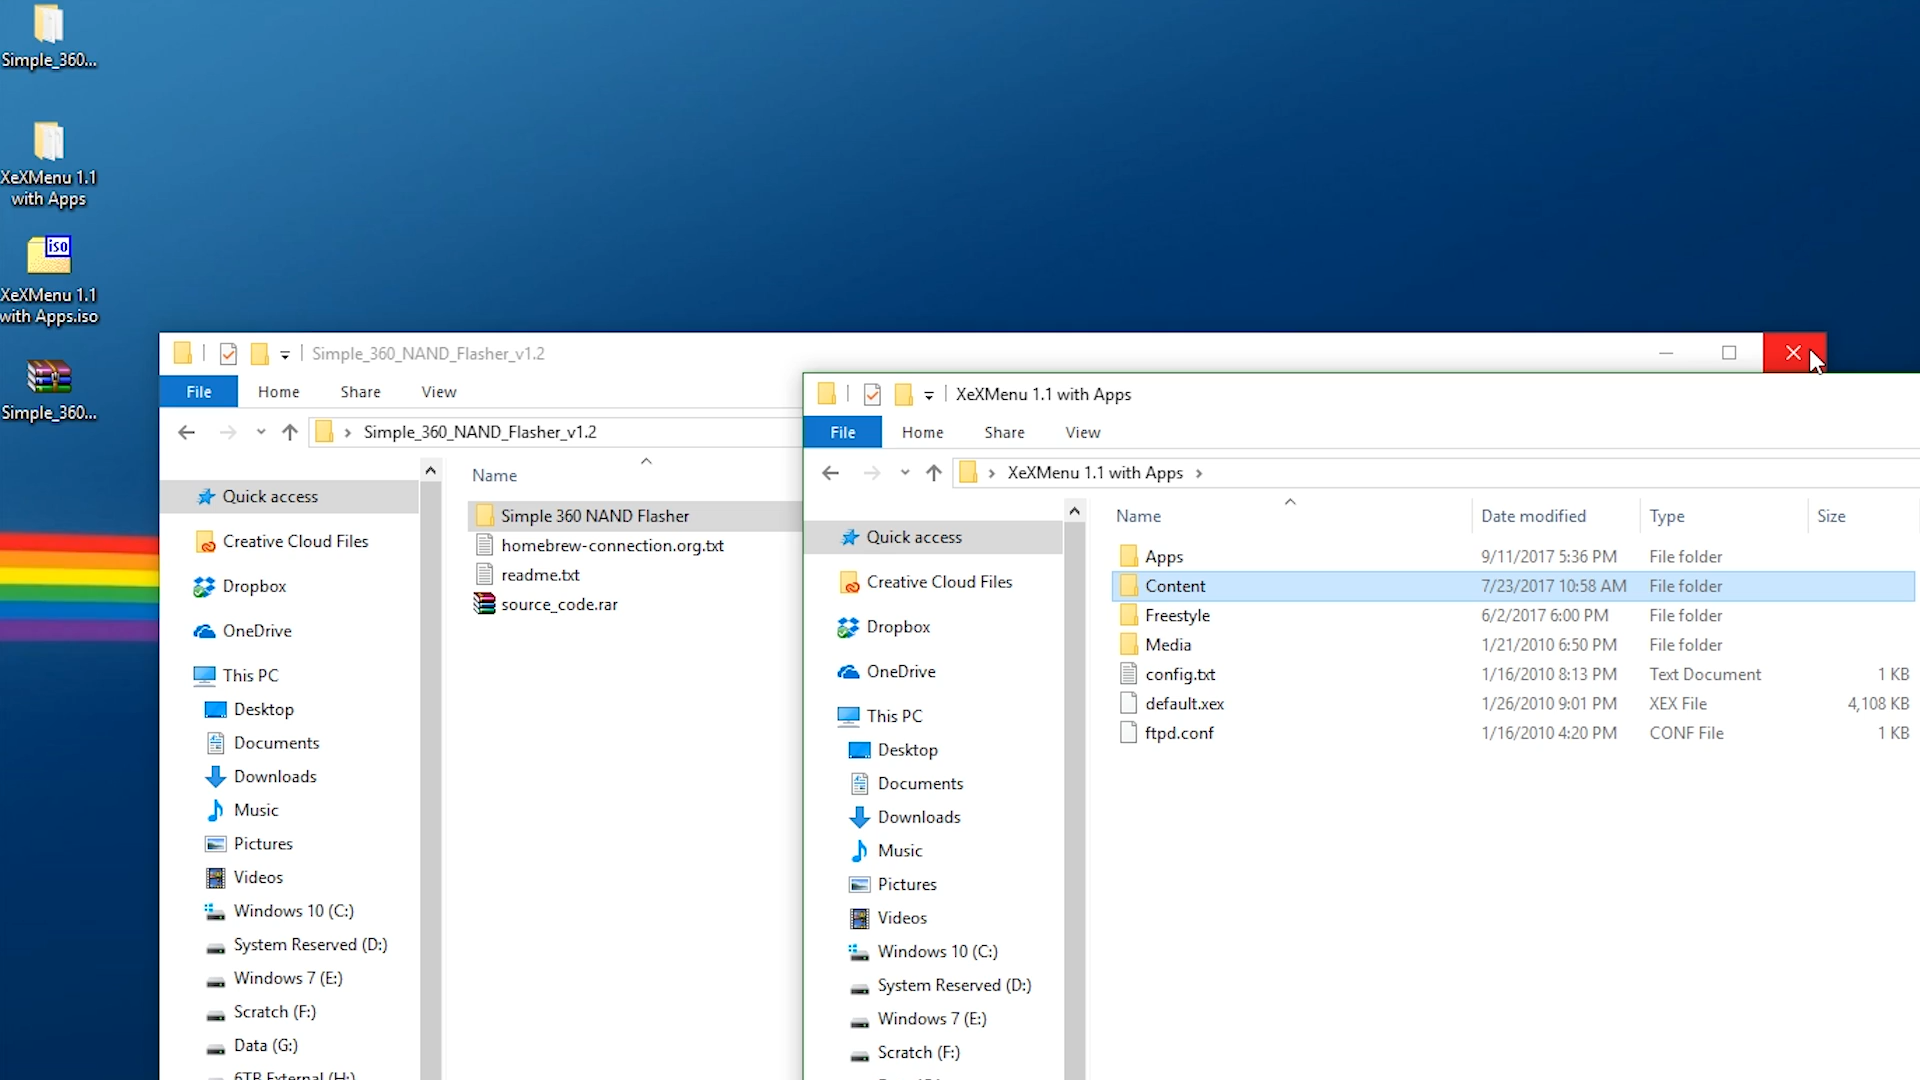 Simple_360...
XeXMenu 1.1
with Apps
iso
XeXMenu 1.1
with Apps.iso
Simple_360...
Simple_360_NAND_Flasher_v1.2
File Home Share View
Simple_360_NAND_Flasher_v1.2
Quick access
Creative Cloud Files
Dropbox
OneDrive
This PC
Desktop
Documents
Downloads
Music
Pictures
Videos
Windows 10 (C:)
System Reserved (D:)
Windows 7 (E:)
Scratch (F:)
Data (G:)
6TB External (H:)
Name
Simple 360 NAND Flasher
homebrew-connection.org.txt
readme.txt
source_code.rar
XeXMenu 1.1 with Apps
File Home Share View
XeXMenu 1.1 with Apps
Quick access
Creative Cloud Files
Dropbox
OneDrive
This PC
Desktop
Documents
Downloads
Music
Pictures
Videos
Windows 10 (C:)
System Reserved (D:)
Windows 7 (E:)
Scratch (F:)
Name Date modified Type Size
Apps 9/11/2017 5:36 PM File folder
Content 7/23/2017 10:58 AM File folder
Freestyle 6/2/2017 6:00 PM File folder
Media 1/21/2010 6:50 PM File folder
config.txt 1/16/2010 8:13 PM Text Document 1 KB
default.xex 1/26/2010 9:01 PM XEX File 4,108 KB
ftpd.conf 1/16/2010 4:20 PM CONF File 1 KB